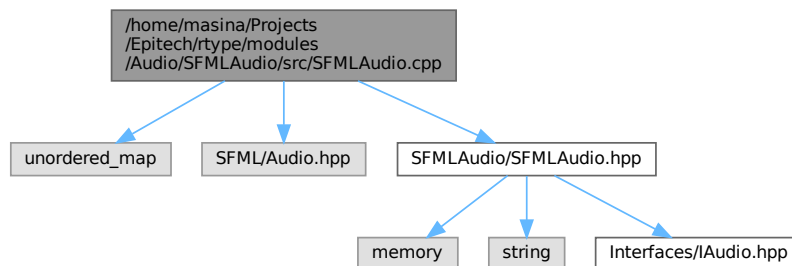 /home/masina/Projects
/Epitech/rtype/modules
/Audio/SFMLAudio/src/SFMLAudio.cpp
unordered_map
SFML/Audio.hpp
SFMLAudio/SFMLAudio.hpp
memory
string
Interfaces/IAudio.hpp